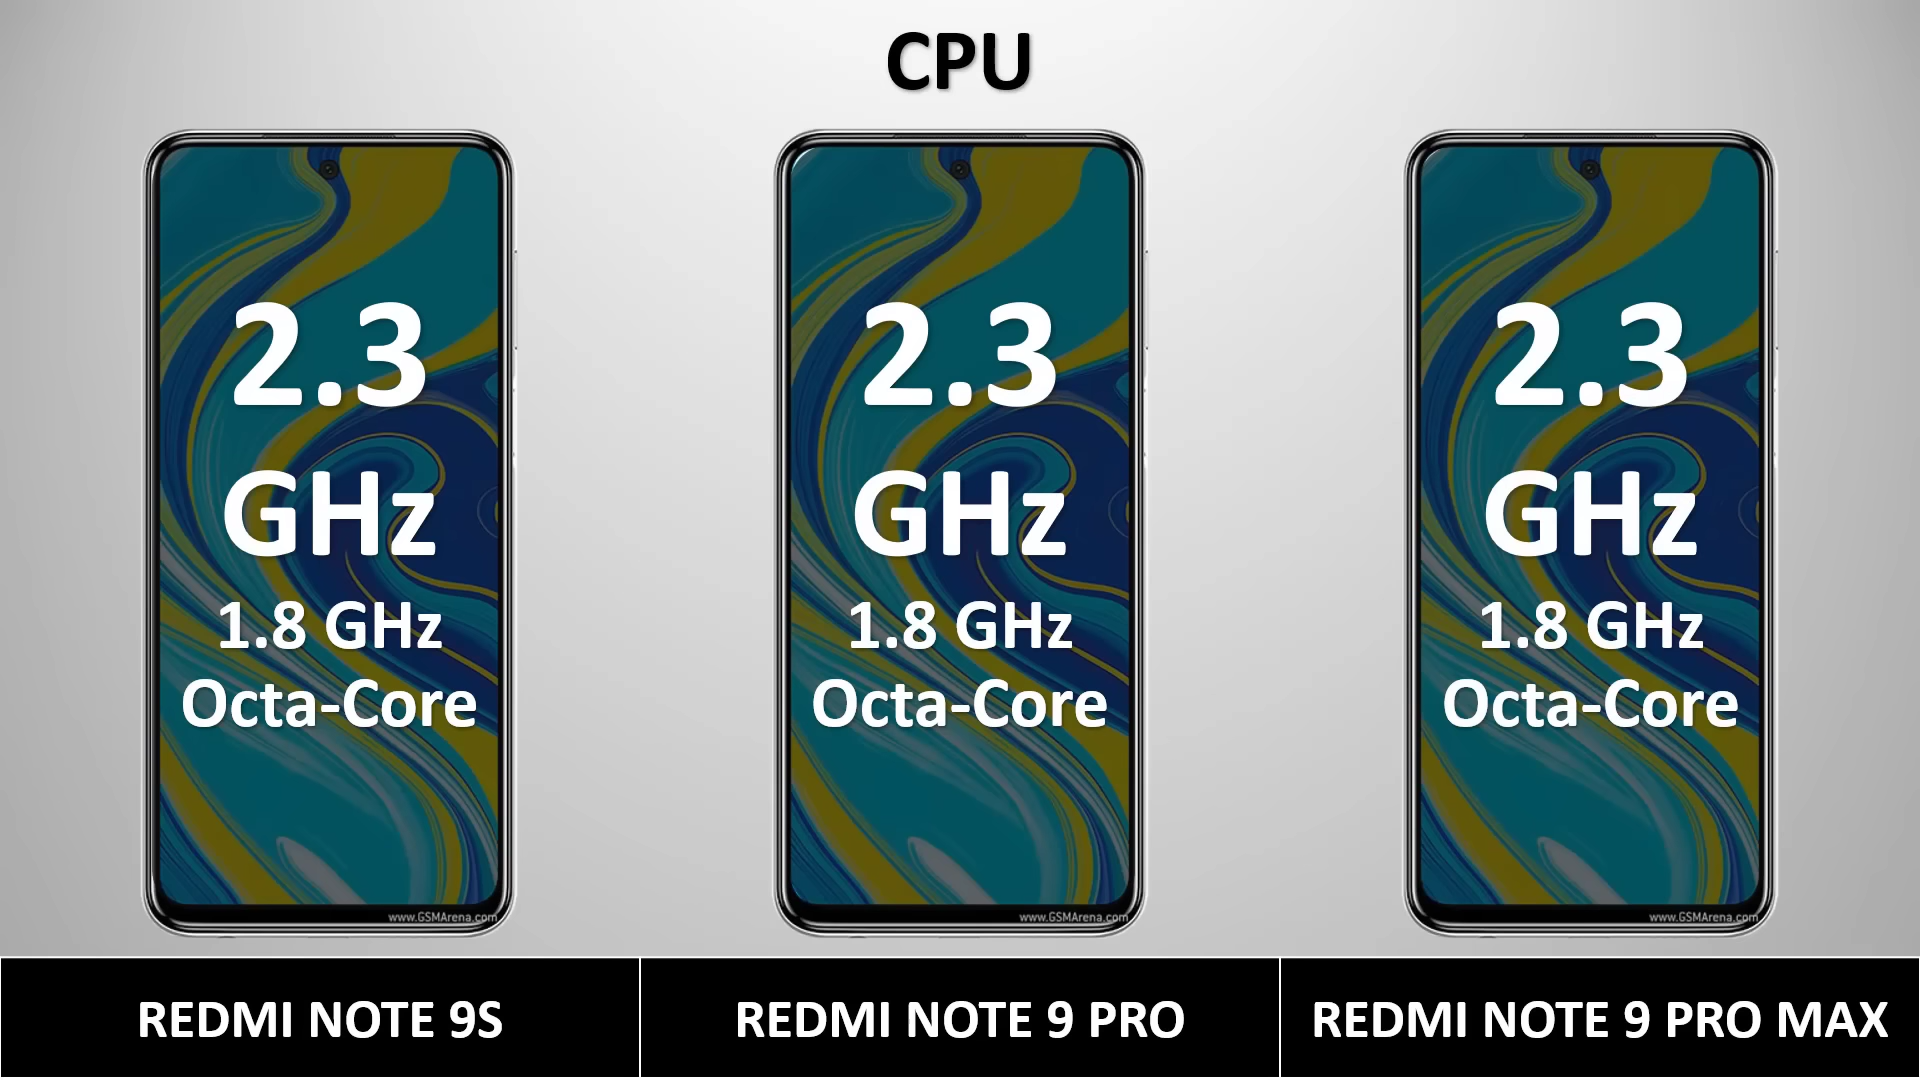 CPU
2.3
GHz
1.8 GHz
Octa-Core
www.GSMArena.com
2.3
GHz
1.8 GHz
Octa-Core
www.GSMArena.com
2.3
GHz
1.8 GHz
Octa-Core
www.GSMArena.com
REDMI NOTE 9S
REDMI NOTE 9 PRO
REDMI NOTE 9 PRO MAX